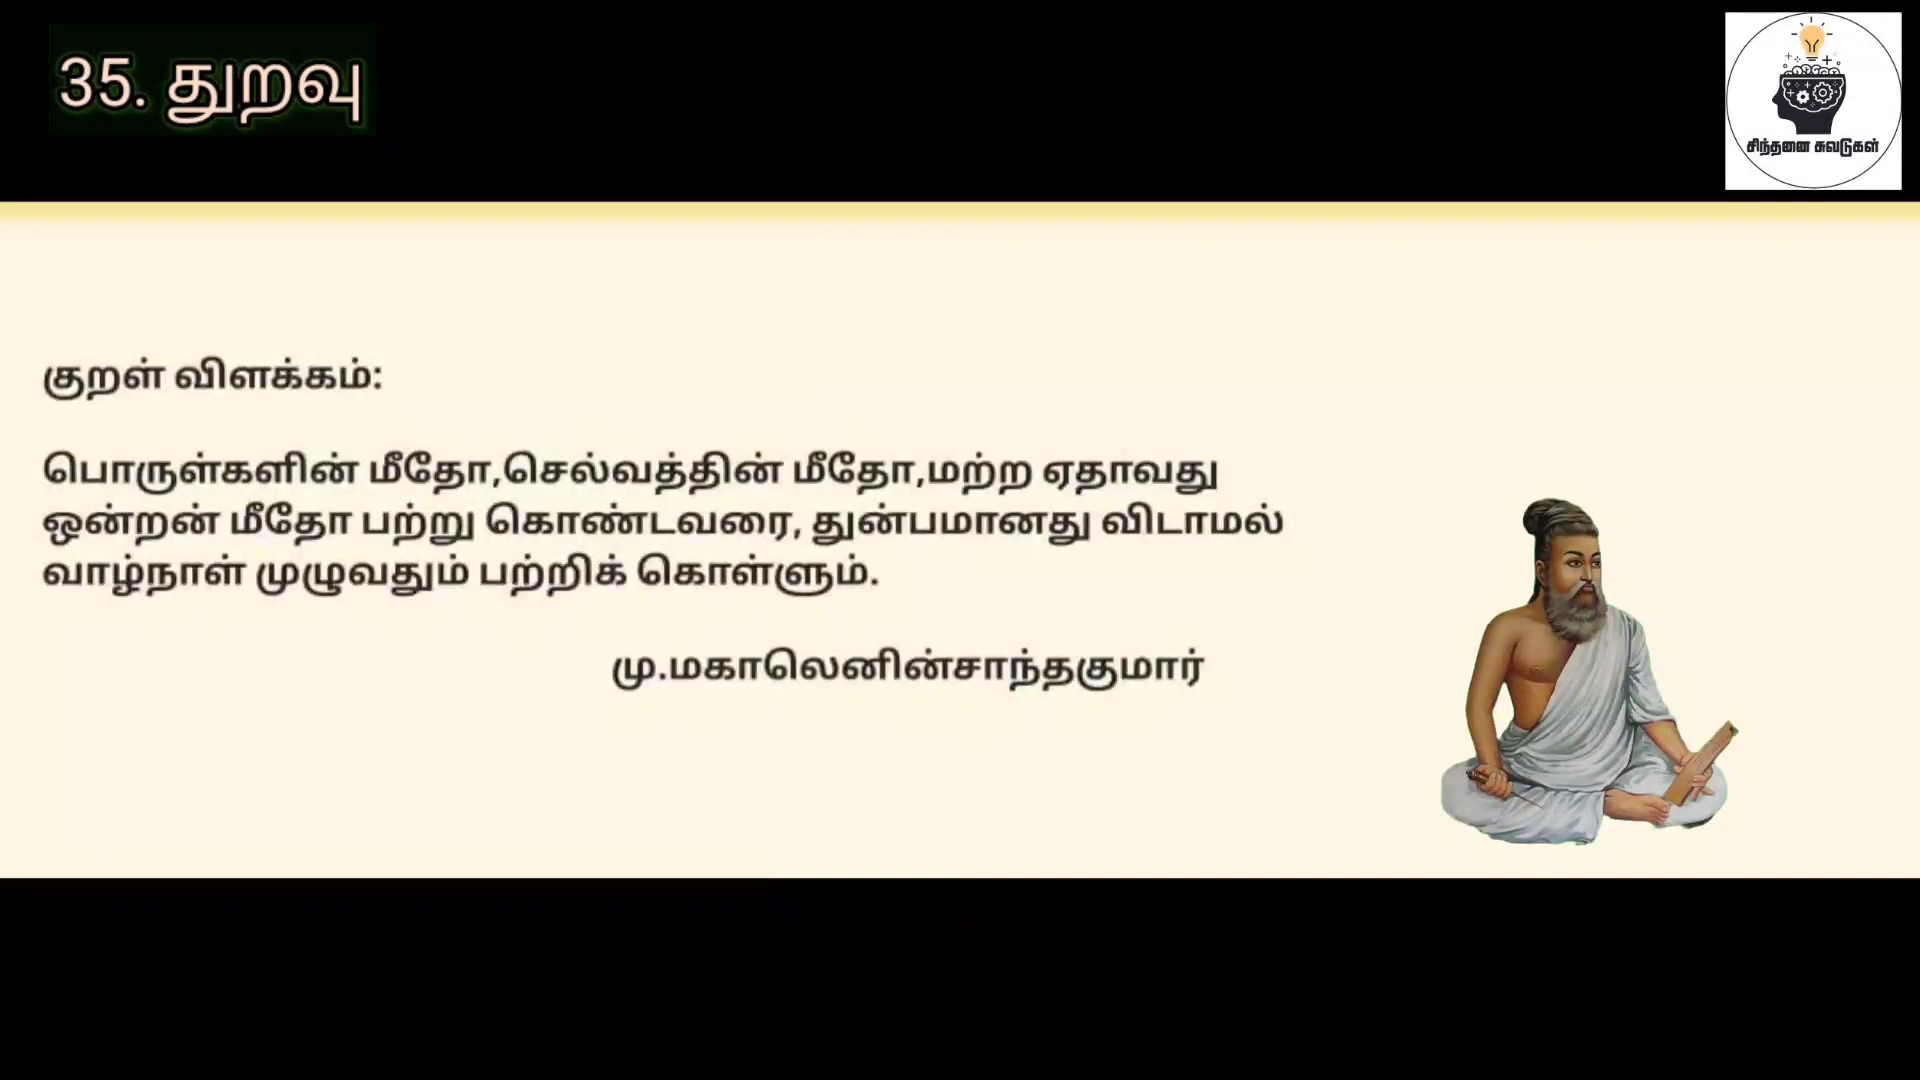 35. துறவு
சிந்தனை சுவடுகள்
குறள் விளக்கம்:
பொருள்களின் மீதோ,செல்வத்தின் மீதோ,மற்ற ஏதாவது
ஒன்றன் மீதோ பற்று கொண்டவரை, துன்பமானது விடாமல்
வாழ்நாள் முழுவதும் பற்றிக் கொள்ளும்.
மு.மகாலெனின்சாந்தகுமார்